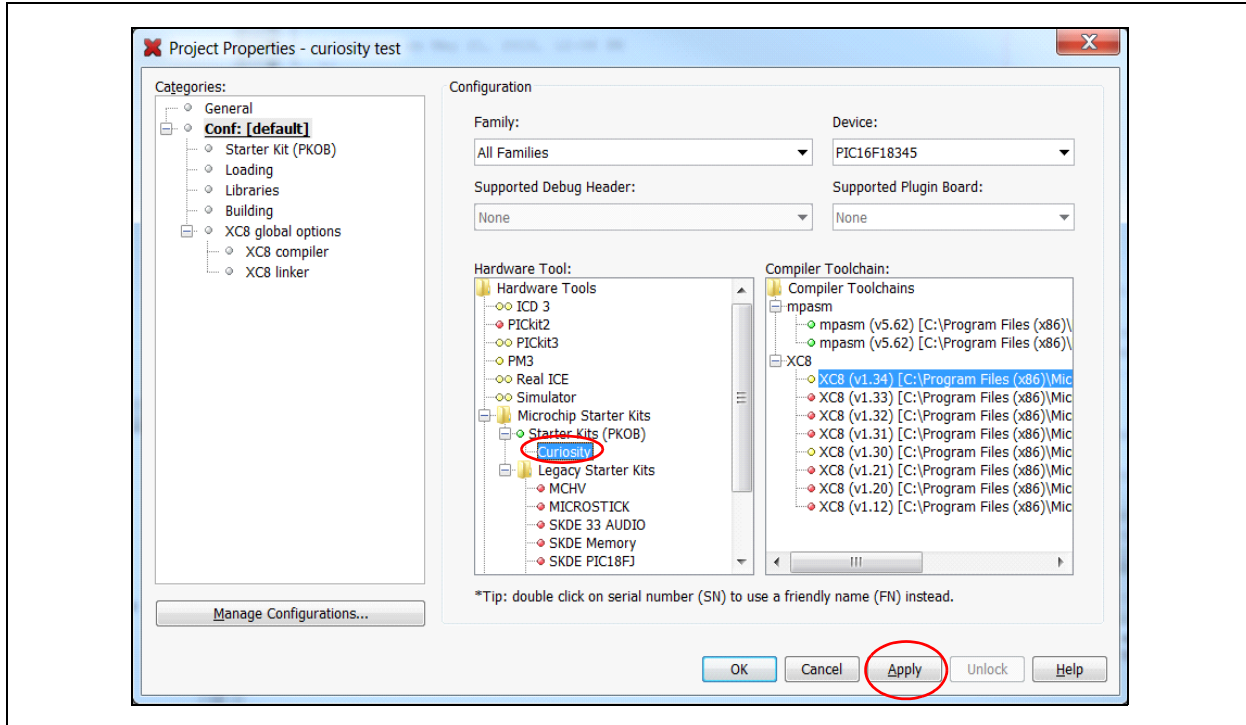 Project Properties - curiosity test
X
Categories:
General
Conf: [default]
Starter Kit (PKOB)
Loading
Libraries
Building
XC8 global options
XC8 compiler
XC8 linker
Manage Configurations...
Configuration
Family:
Device:
All Families
PIC16F18345
Supported Debug Header:
Supported Plugin Board:
None
None
Hardware Tool:
Hardware Tools
ICD 3
PICkit2
PICkit3
PM3
Real ICE
Simulator
Microchip Starter Kits
Starter Kits (PKOB)
Curiosity
Legacy Starter Kits
MCHV
MICROSTICK
SKDE 33 AUDIO
SKDE Memory
SKDE PIC18FJ
Compiler Toolchain:
Compiler Toolchains
mpasm
mpasm (v5.62) [C:\Program Files (x86)\
mpasm (v5.62) [C:\Program Files (x86)\
XC8
XC8 (v1.34) [C:\Program Files (x86)\Mic
XC8 (v1.33) [C:\Program Files (x86)\Mic
XC8 (v1.32) [C:\Program Files (x86)\Mic
XC8 (v1.31) [C:\Program Files (x86)\Mic
XC8 (v1.30) [C:\Program Files (x86)\Mic
XC8 (v1.21) [C:\Program Files (x86)\Mic
XC8 (v1.20) [C:\Program Files (x86)\Mic
XC8 (v1.12) [C:\Program Files (x86)\Mic
*Tip: double click on serial number (SN) to use a friendly name (FN) instead.
OK
Cancel
Apply
Unlock
Help